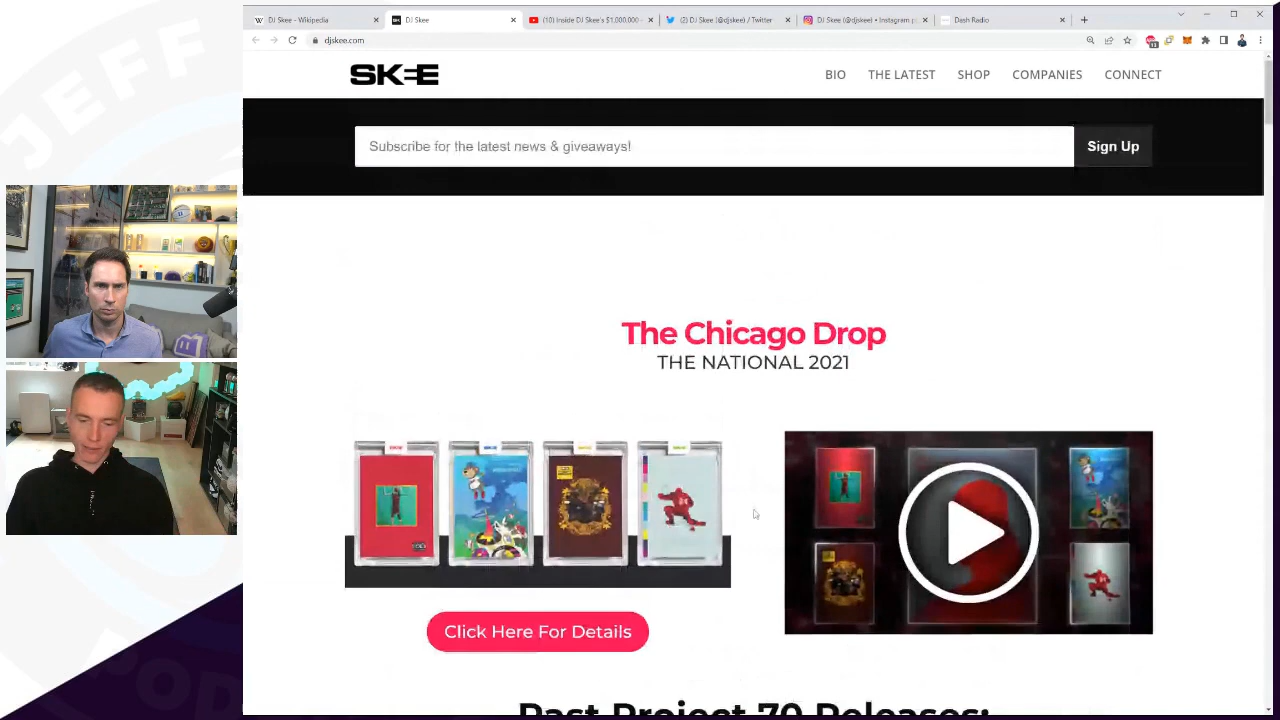 DJ Skee - Wikipedia
DJ Skee
(10) Inside DJ Skee's $1,000,000
(2) DJ Skee (@djskee) / Twitter
DJ Skee (@djskee) • Instagram p
Dash Radio
djskee.com
SKEE
BIO
THE LATEST
SHOP
COMPANIES
CONNECT
Subscribe for the latest news & giveaways!
Sign Up
The Chicago Drop
THE NATIONAL 2021
Click Here For Details
Past Project 70 Releases:
JEFF
POD